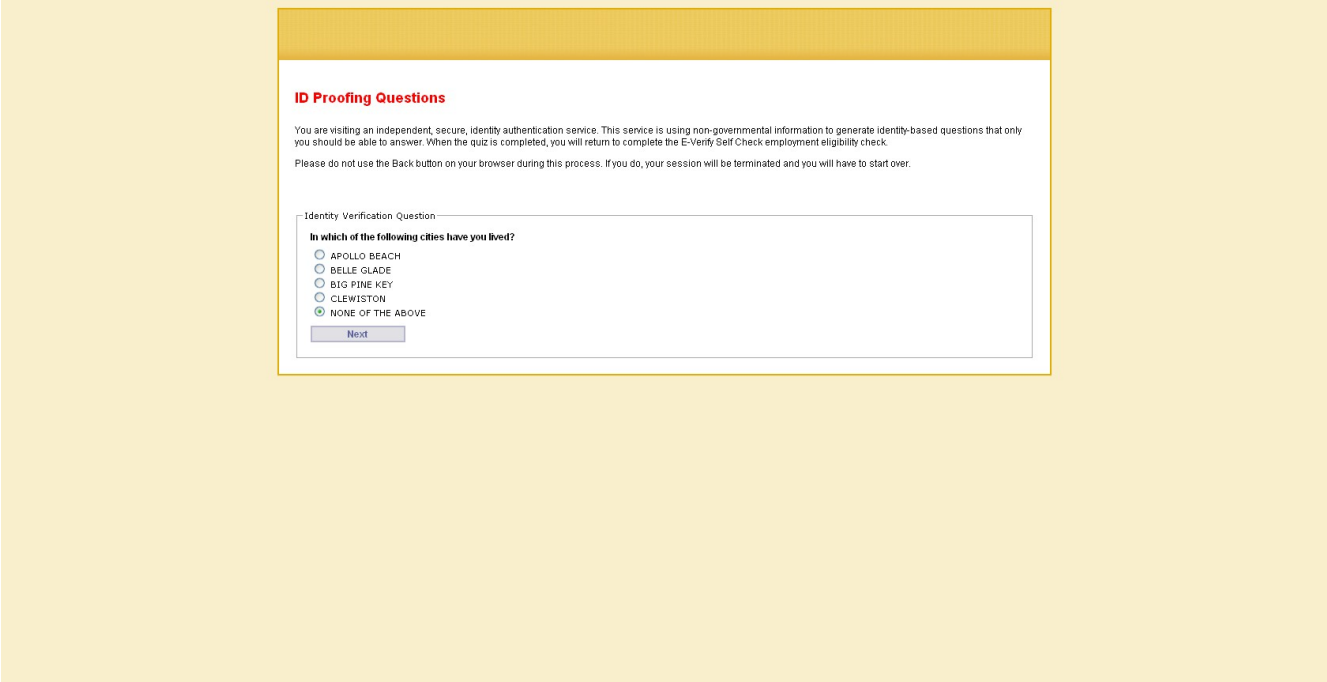 ID Proofing Questions
You are visiting an independent, secure, identity authentication service. This service is using non-governmental information to generate identity-based questions that only
you should be able to answer. When the quiz is completed, you will return to complete the E-Verify Self Check employment eligibility check.
Please do not use the Back button on your browser during this process. If you do, your session will be terminated and you will have to start over.
Identity Verification Question
In which of the following cities have you lived?
APOLLO BEACH
BELLE GLADE
BIG PINE KEY
CLEWISTON
NONE OF THE ABOVE
Next